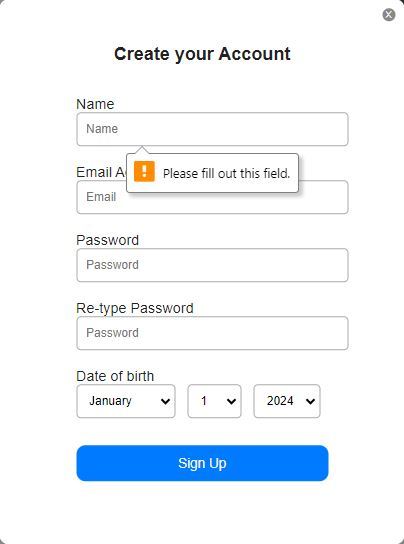 Create your Account
Name
Name
Please fill out this field.
Email
Email
Password
Password
Re-type Password
Password
Date of birth
January 1 2024
Sign Up